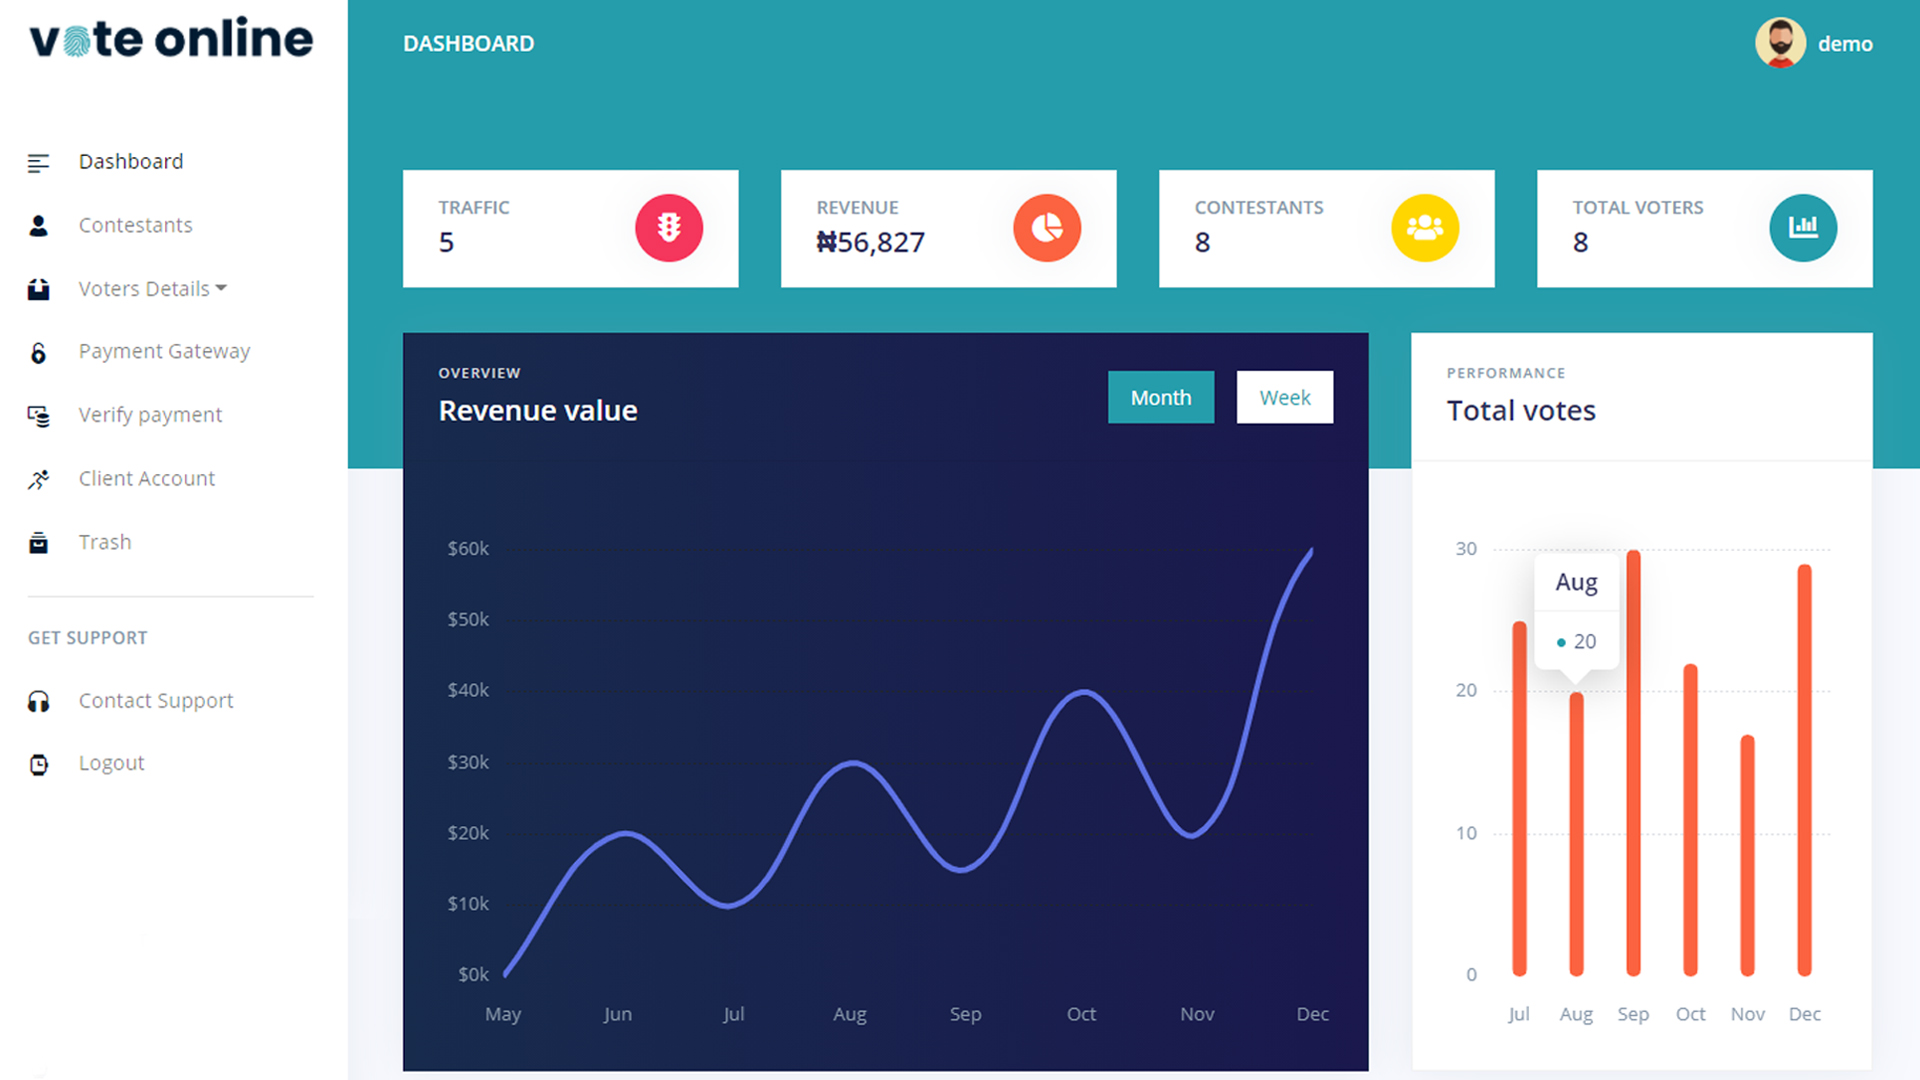 vote online
DASHBOARD
demo
Dashboard
Contestants
Voters Details
Payment Gateway
Verify payment
Client Account
Trash
GET SUPPORT
Contact Support
Logout
TRAFFIC
5
REVENUE
₦56,827
CONTESTANTS
8
TOTAL VOTERS
8
OVERVIEW
Revenue value
Month
Week
$60k
$50k
$40k
$30k
$20k
$10k
$0k
May Jun Jul Aug Sep Oct Nov Dec
PERFORMANCE
Total votes
30
20
10
0
Aug
20
Jul Aug Sep Oct Nov Dec